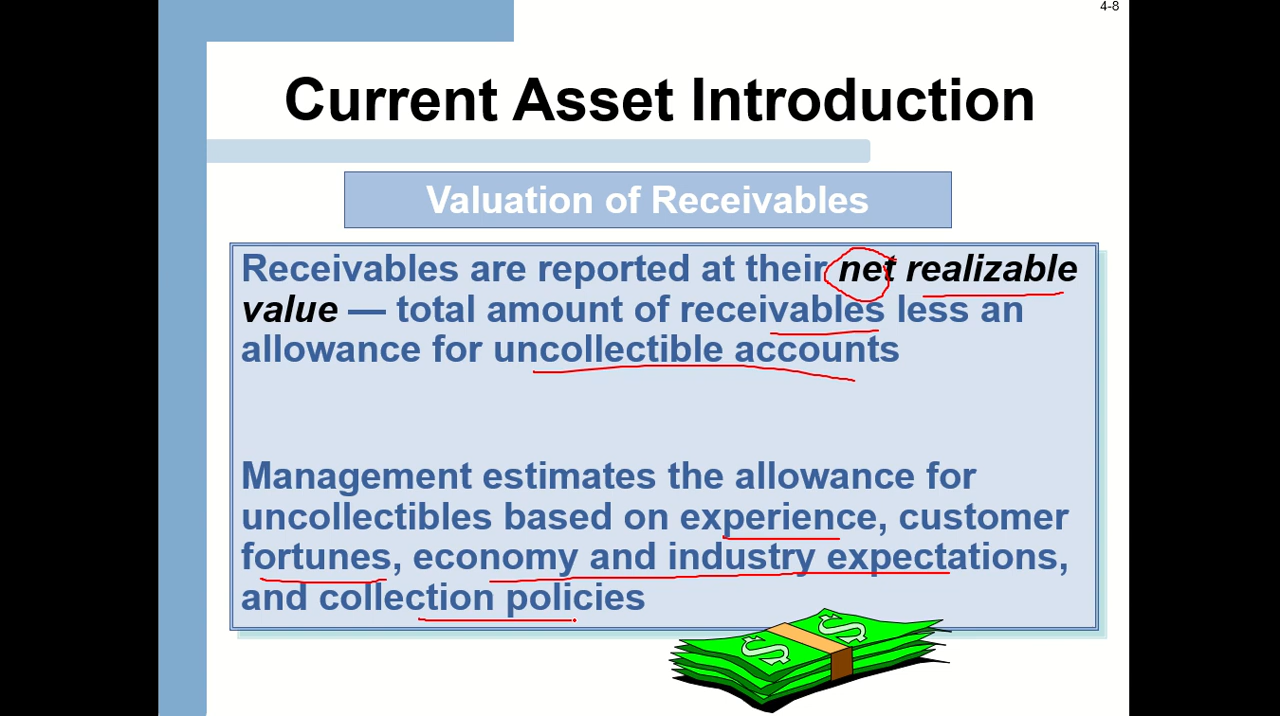 4-8
Current Asset Introduction
Valuation of Receivables
Receivables are reported at their net realizable
value — total amount of receivables less an
allowance for uncollectible accounts
Management estimates the allowance for
uncollectibles based on experience, customer
fortunes, economy and industry expectations,
and collection policies
$ $